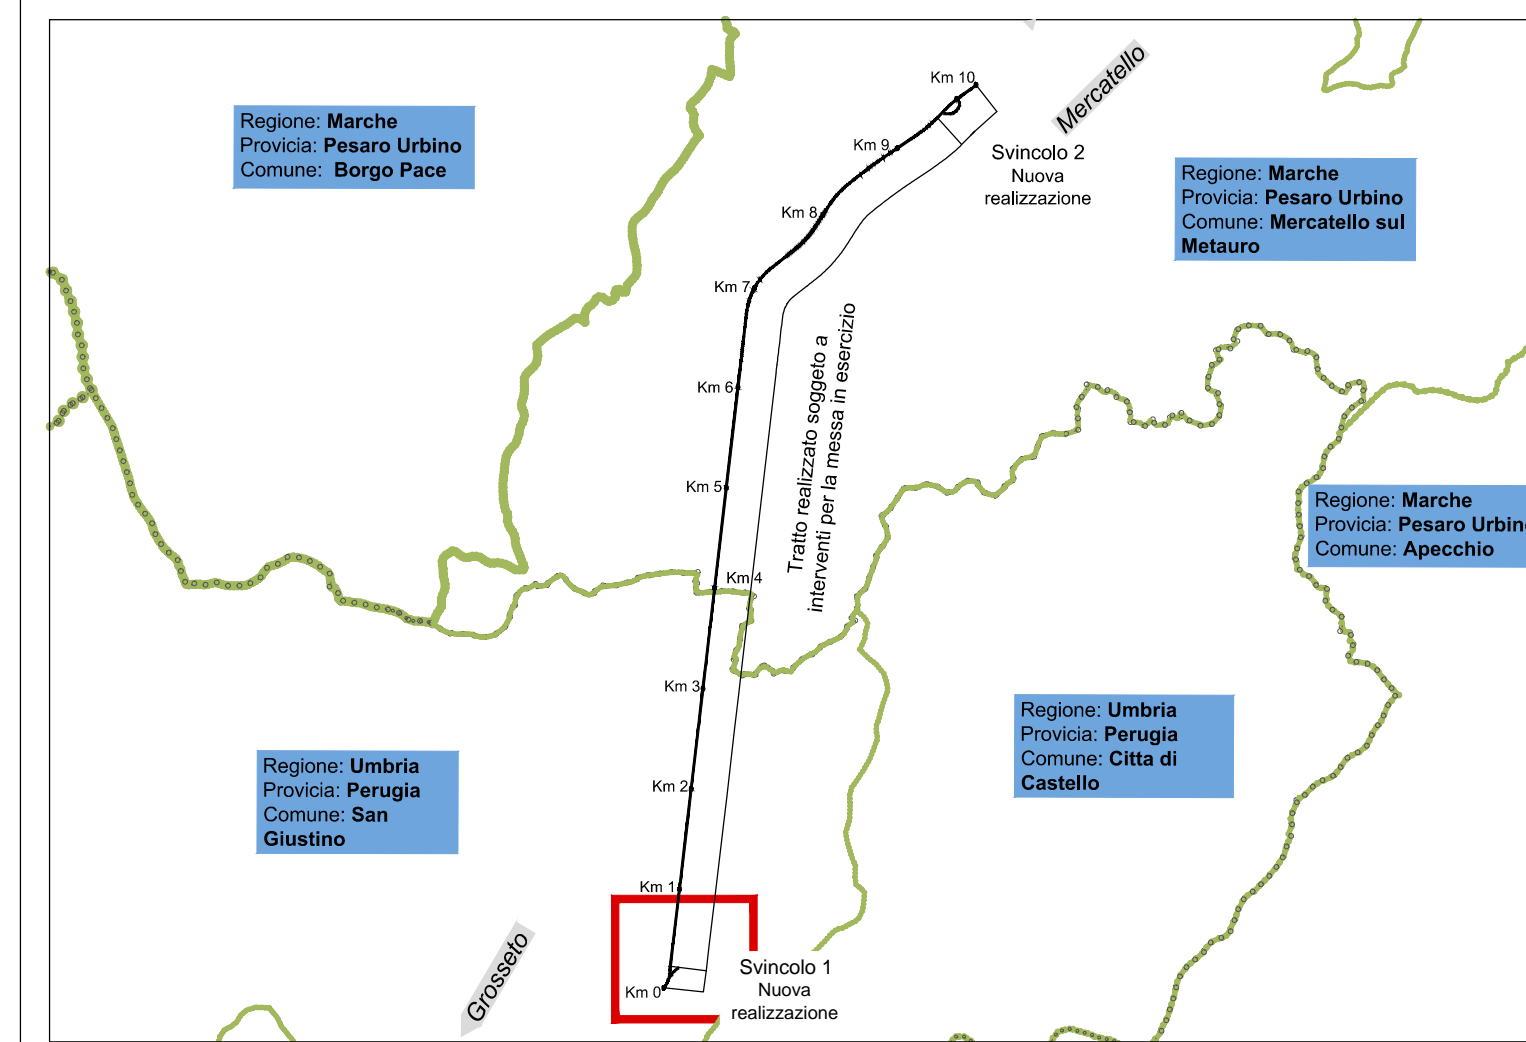 Mercatello
Km 10
Regione: Marche
Provicia: Pesaro Urbino
Comune: Borgo Pace
Km 9
Svincolo 2
Nuova
realizzazione
Regione: Marche
Provicia: Pesaro Urbino
Comune: Mercatello sul
Metauro
Km 8
Km 7
Tratto realizzato soggeto a
interventi per la messa in esercizio
Km 6
Km 5
Regione: Marche
Provicia: Pesaro Urbino
Comune: Apecchio
Km 4
Km 3
Regione: Umbria
Provicia: Perugia
Comune: Citta di
Castello
Regione: Umbria
Provicia: Perugia
Comune: San
Giustino
Km 2
Km 1
Grosseto
Svincolo 1
Nuova
realizzazione
Km 0